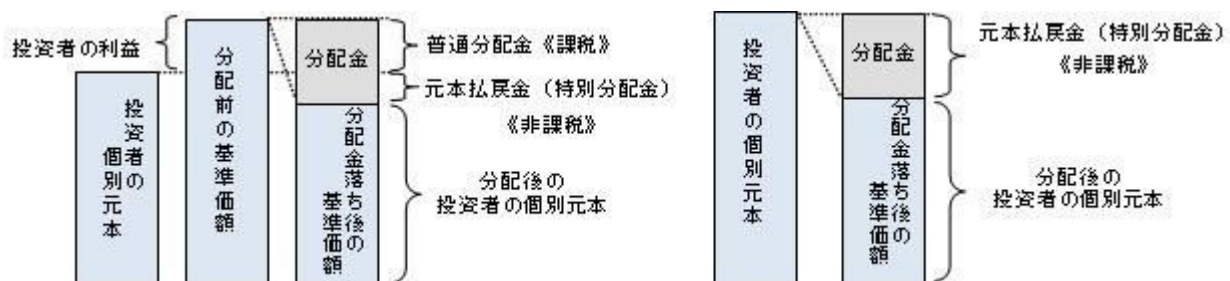 投資者の利益
投資者の
個別元本
分配前の基準価額
分配金
分配金落ち後の
基準価額
普通分配金《課税》
元本払戻金（特別分配金）
《非課税》
分配後の
投資者の個別元本
投資者の個別元本
分配金
分配金落ち後の
基準価額
元本払戻金（特別分配金）
《非課税》
分配後の
投資者の個別元本